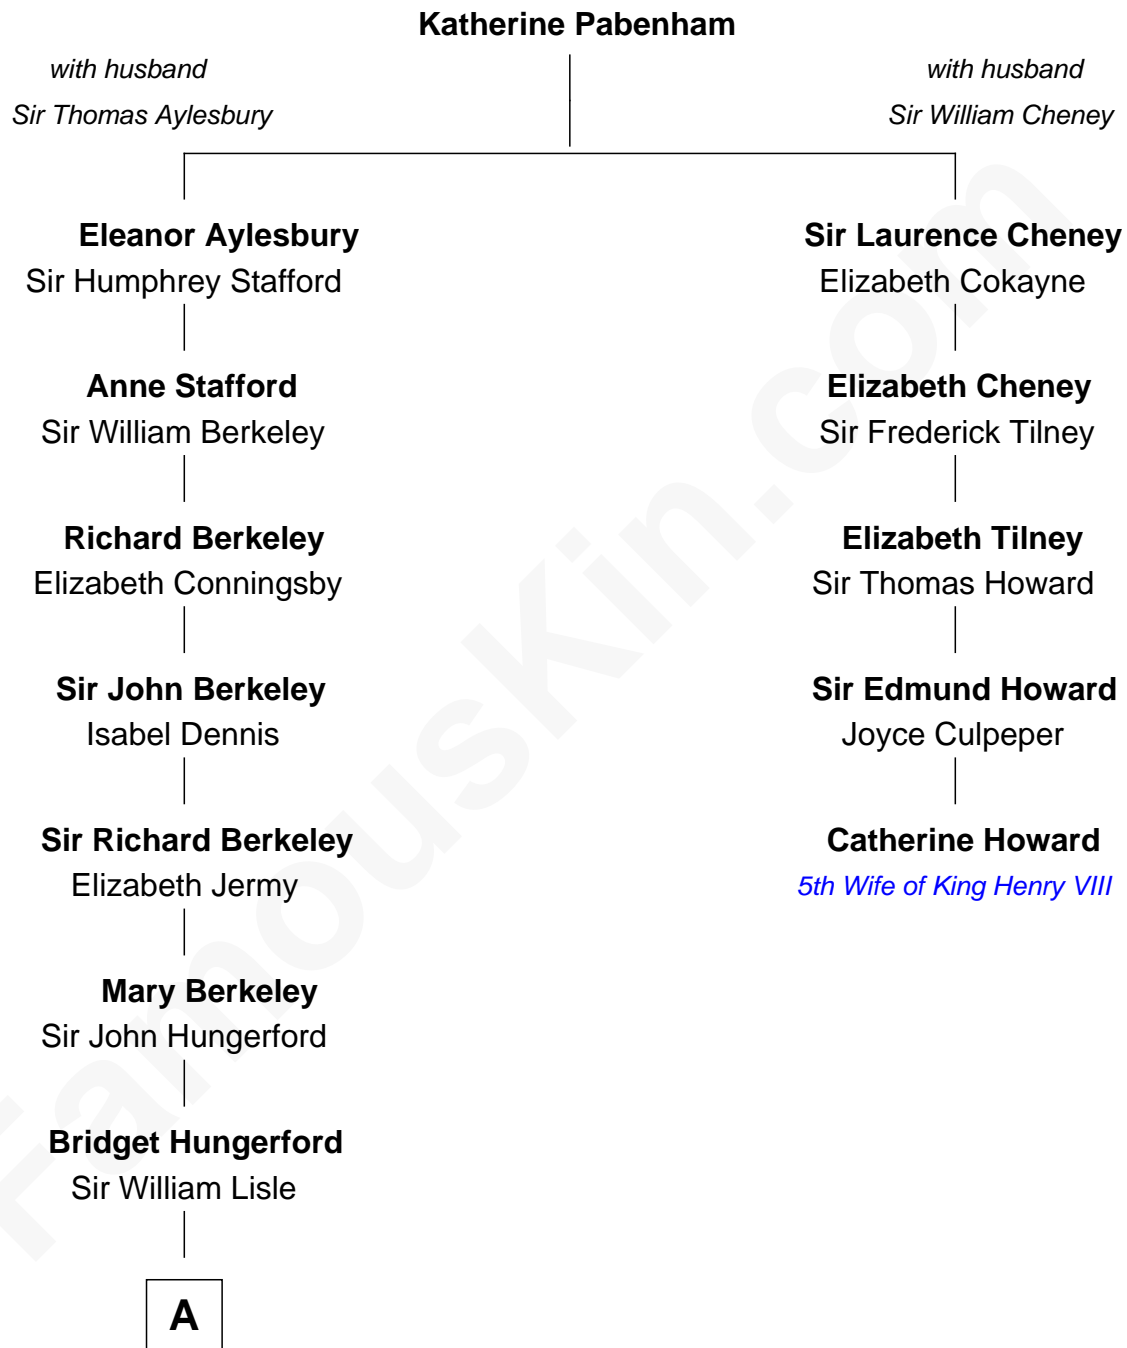 Katherine Pabenham
with husband
Sir Thomas Aylesbury
with husband
Sir William Cheney
Eleanor Aylesbury
Sir Humphrey Stafford
Anne Stafford
Sir William Berkeley
Richard Berkeley
Elizabeth Conningsby
Sir John Berkeley
Isabel Dennis
Sir Richard Berkeley
Elizabeth Jermy
Mary Berkeley
Sir John Hungerford
Bridget Hungerford
Sir William Lisle
A
Sir Laurence Cheney
Elizabeth Cokayne
Elizabeth Cheney
Sir Frederick Tilney
Elizabeth Tilney
Sir Thomas Howard
Sir Edmund Howard
Joyce Culpeper
Catherine Howard
5th Wife of King Henry VIII
FamousKin.com